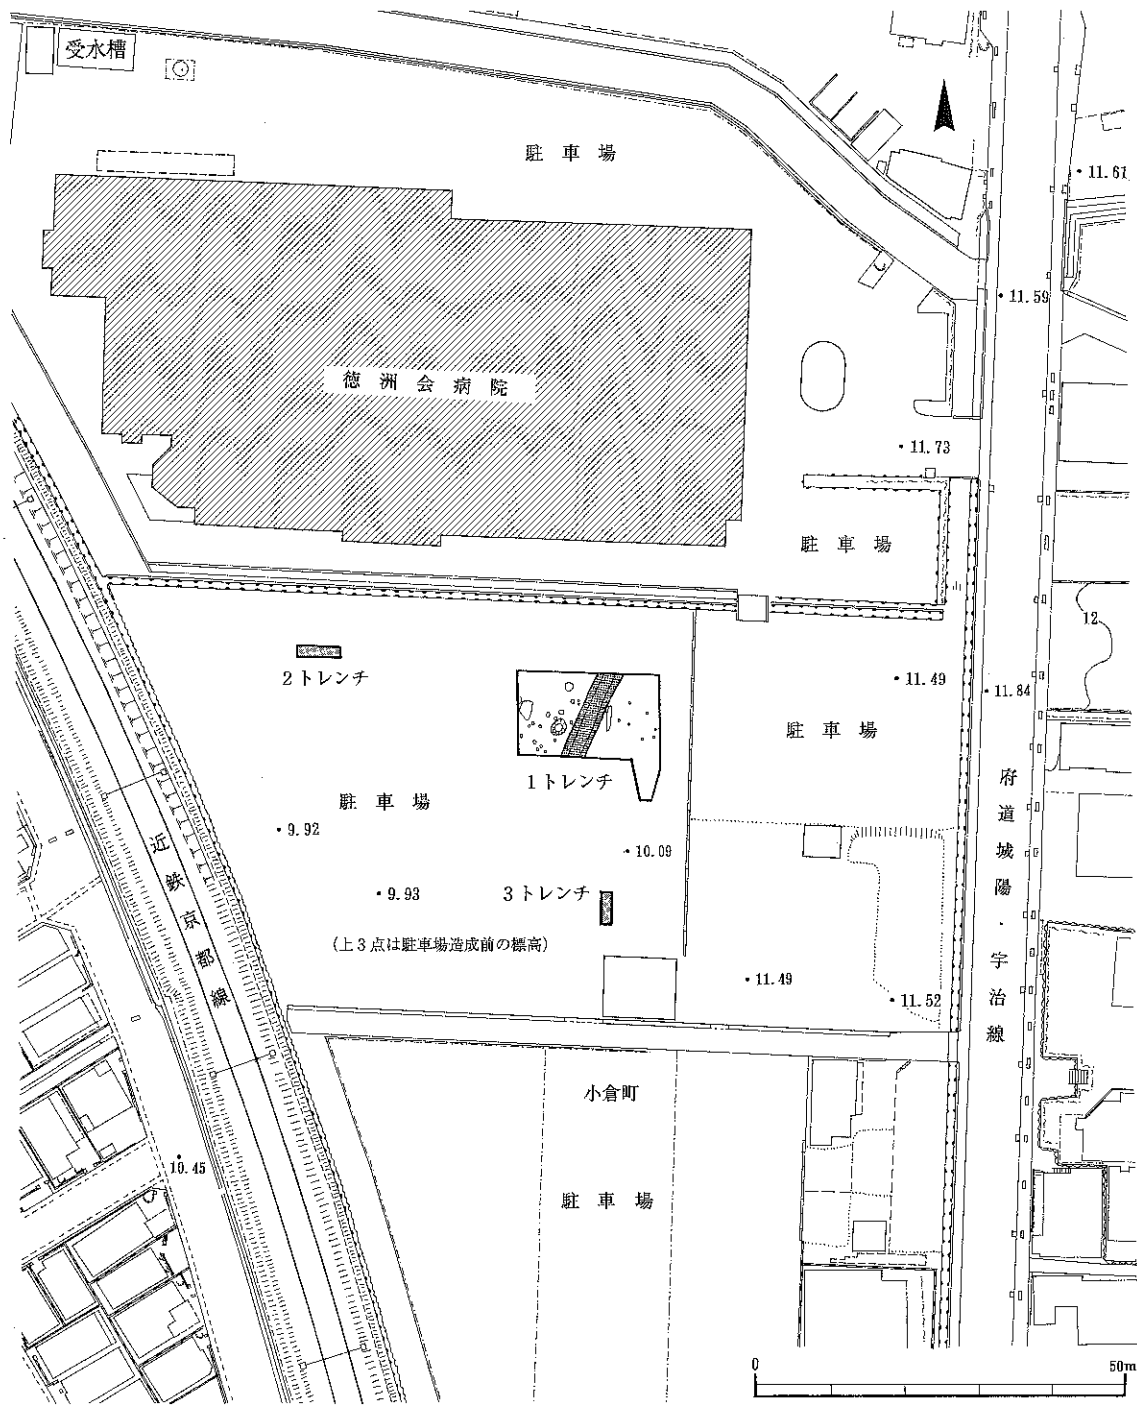 受水槽
駐車場
11.61
11.59
徳洲会病院
11.73
駐車場
12
2トレンチ
11.49
11.84
駐車場
1トレンチ
駐車場
府道城陽・宇治線
9.92
近鉄京都線
10.09
9.93
3トレンチ
(上3点は駐車場造成前の標高)
11.49
11.52
小倉町
10.45
駐車場
0
50m